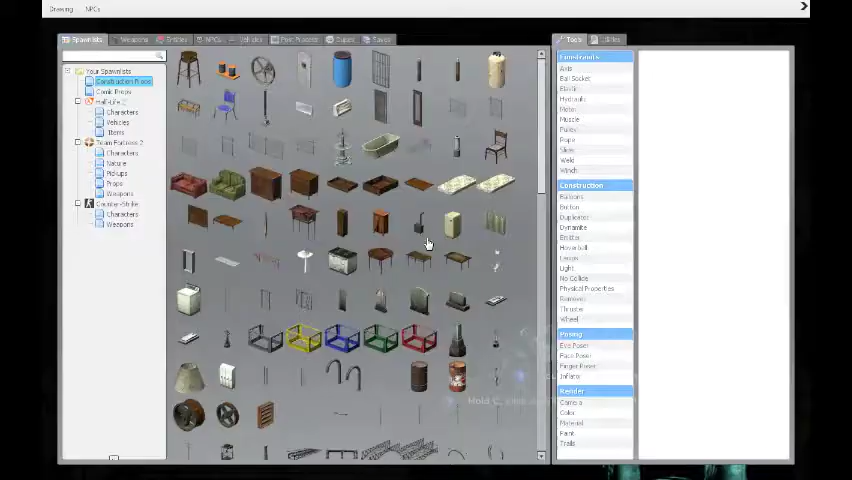 Drawing NPCs
Spawnlists Weapons Entities NPCs Vehicles Post Process Dupes Saves
Tools Utilities
Your Spawnlists
Construction Props
Comic Props
Half-Life 2
Characters
Vehicles
Items
Team Fortress 2
Characters
Nature
Pick-ups
Props
Weapons
Counter-Strike
Characters
Weapons
Constraints
Axis
Ball Socket
Elastic
Hydraulic
Motor
Muscle
Pulley
Rope
Slider
Weld
Winch
Construction
Balloons
Button
Duplicator
Dynamite
Emitter
Hoverball
Lamps
Light
No Collide
Physical Properties
Remover
Thruster
Wheel
Posing
Eye Poser
Face Poser
Finger Poser
Inflator
Render
Camera
Color
Material
Paint
Trails
Hold C,